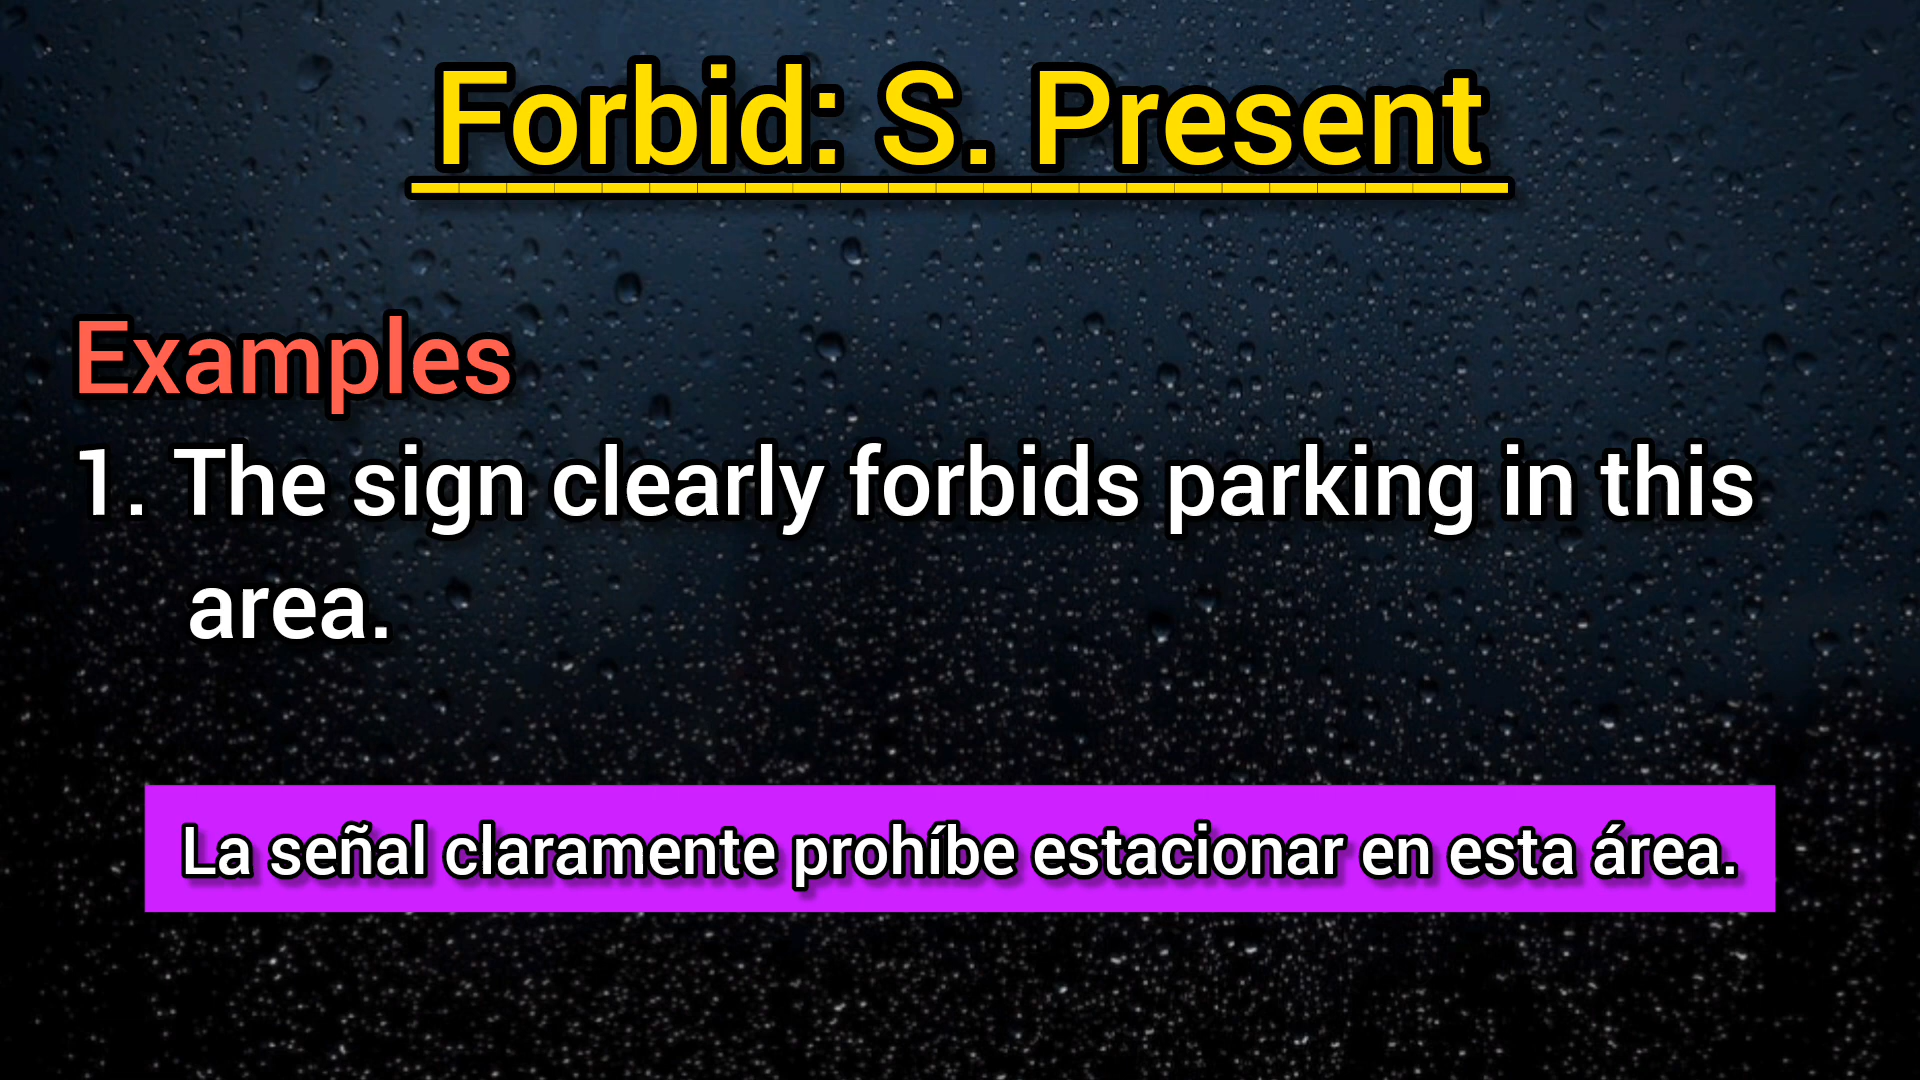 Forbid: S. Present
Examples
1. The sign clearly forbids parking in this
area.
La señal claramente prohíbe estacionar en esta área.